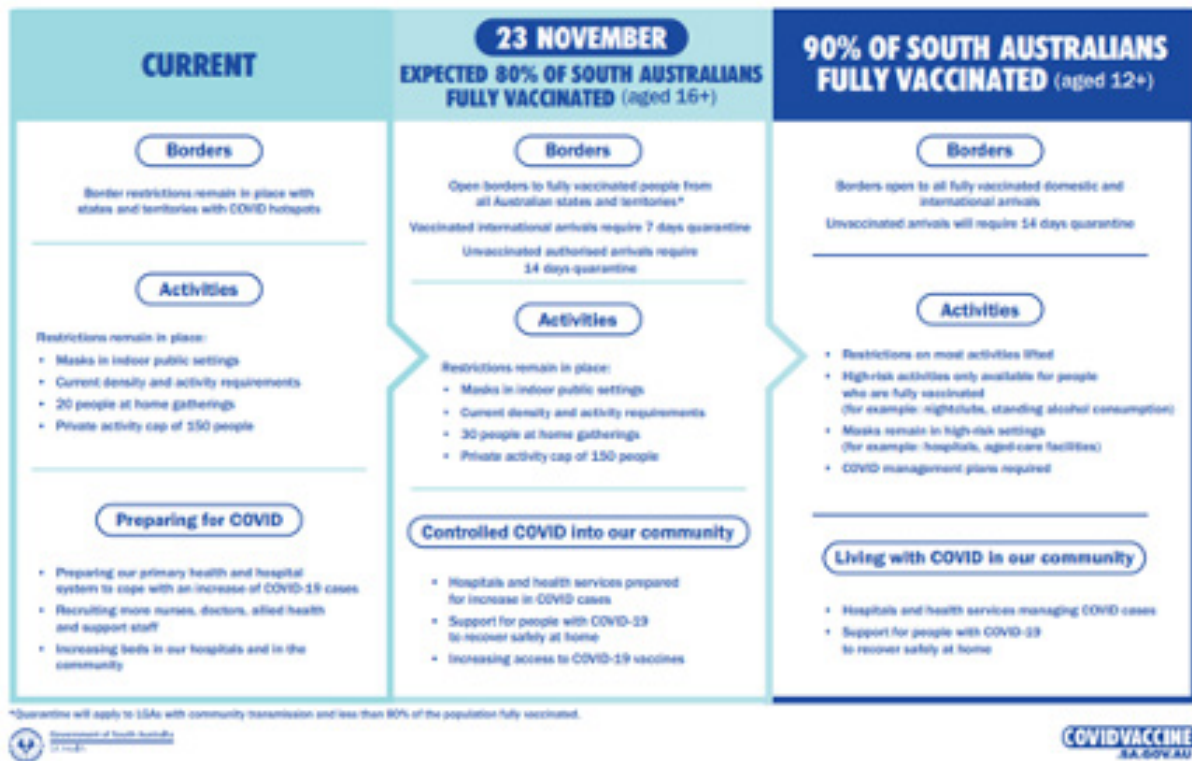 CURRENT
Borders
Border restrictions remain in place with
states and territories with COVID hotspots
Activities
Restrictions remain in place:
• Masks in indoor public settings
• Current density and activity requirements
• 20 people at home gatherings
• Private activity cap of 150 people
Preparing for COVID
• Preparing our primary health and hospital
system to cope with an increase of COVID-19 cases
• Recruiting more nurses, doctors, allied health
and support staff
• Increasing beds in our hospitals and in the
community
23 NOVEMBER
EXPECTED 80% OF SOUTH AUSTRALIANS
FULLY VACCINATED (aged 16+)
Borders
Open borders to fully vaccinated people from
all Australian states and territories*
Vaccinated international arrivals require 7 days quarantine
Unvaccinated authorised arrivals require
14 days quarantine
Activities
Restrictions remain in place:
• Masks in indoor public settings
• Current density and activity requirements
• 30 people at home gatherings
• Private activity cap of 150 people
Controlled COVID into our community
• Hospitals and health services prepared
for increase in COVID cases
• Support for people with COVID-19
to recover safely at home
• Increasing access to COVID-19 vaccines
90% OF SOUTH AUSTRALIANS
FULLY VACCINATED (aged 12+)
Borders
Borders open to all fully vaccinated domestic and
international arrivals
Unvaccinated arrivals will require 14 days quarantine
Activities
• Restrictions on most activities lifted
• High-risk activities only available for people
who are fully vaccinated
(for example: nightclubs, standing alcohol consumption)
• Masks remain in high-risk settings
(for example: hospitals, aged-care facilities)
• COVID management plans required
Living with COVID in our community
• Hospitals and health services managing COVID cases
• Support for people with COVID-19
to recover safely at home
*Quarantine will apply to LGAs with community transmission and less than 80% of the population fully vaccinated.
Government of South Australia
SA Health
COVIDVACCINE
.SA.GOV.AU